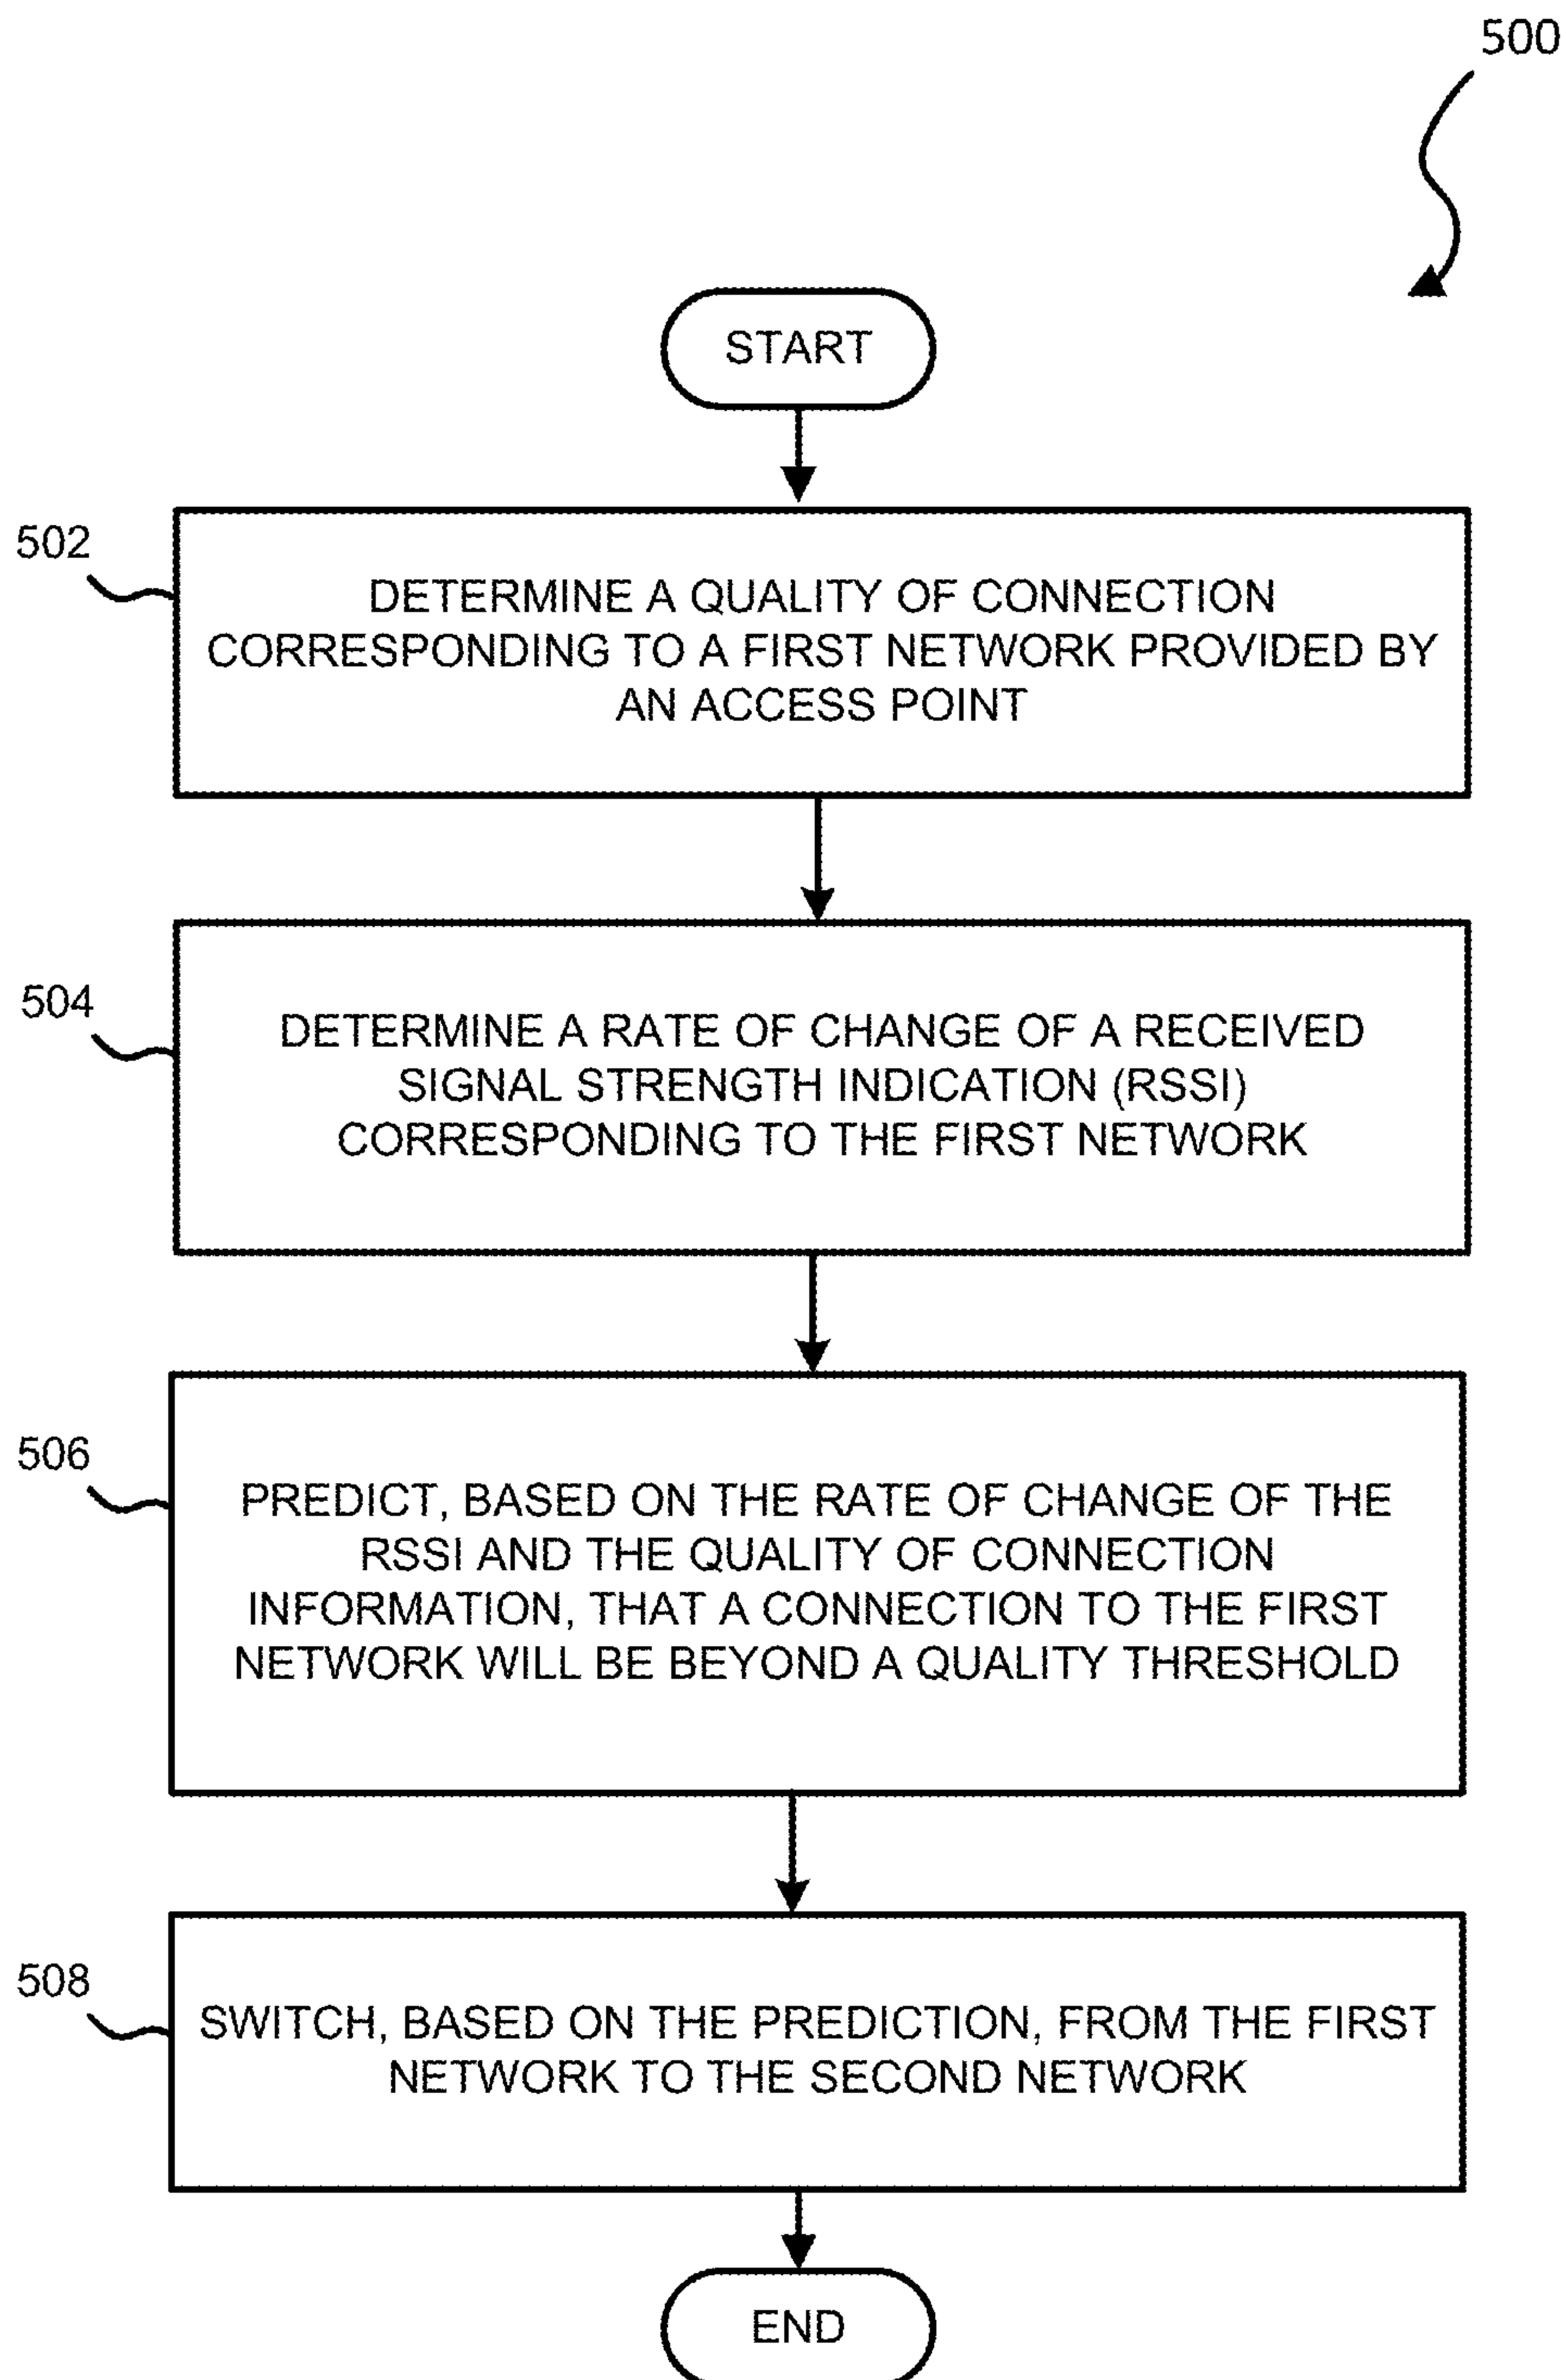 500
START
502
DETERMINE A QUALITY OF CONNECTION
CORRESPONDING TO A FIRST NETWORK PROVIDED BY
AN ACCESS POINT
504
DETERMINE A RATE OF CHANGE OF A RECEIVED
SIGNAL STRENGTH INDICATION (RSSI)
CORRESPONDING TO THE FIRST NETWORK
506
PREDICT, BASED ON THE RATE OF CHANGE OF THE
RSSI AND THE QUALITY OF CONNECTION
INFORMATION, THAT A CONNECTION TO THE FIRST
NETWORK WILL BE BEYOND A QUALITY THRESHOLD
508
SWITCH, BASED ON THE PREDICTION, FROM THE FIRST
NETWORK TO THE SECOND NETWORK
END